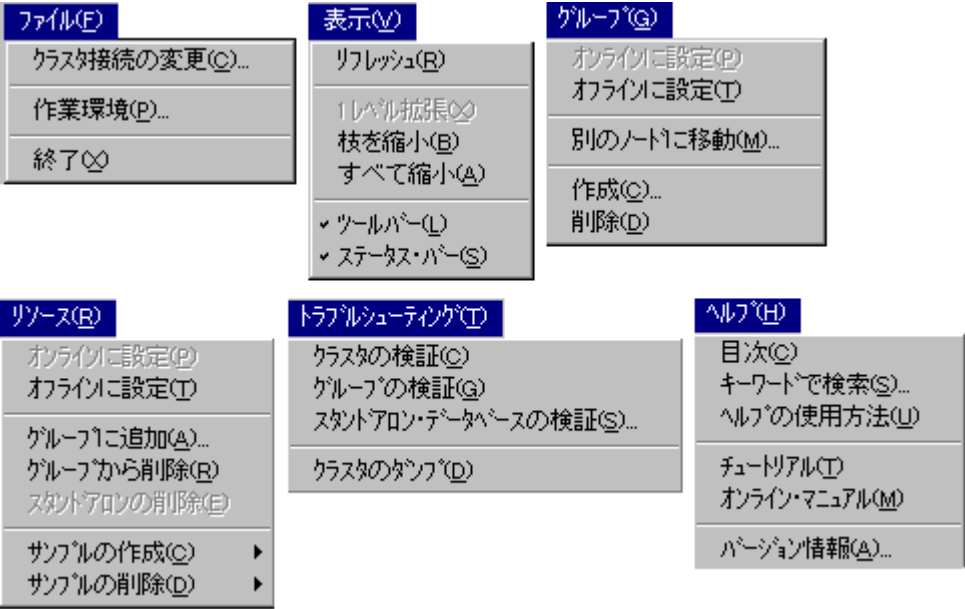 ファイル(F)
クラスタ接続の変更(C)...
作業環境(P)...
終了(X)
表示(V)
リフレッシュ(R)
1レベル拡張(X)
枝を縮小(B)
すべて縮小(A)
ツールバー(L)
ステータス・バー(S)
グループ(G)
オンラインに設定(P)
オフラインに設定(T)
別のノードに移動(M)...
作成(C)...
削除(D)
リソース(R)
オンラインに設定(P)
オフラインに設定(T)
グループに追加(A)...
グループから削除(R)
スタンドアロンの削除(E)
サンプルの作成(C)
サンプルの削除(D)
トラブルシューティング(T)
クラスタの検証(C)
グループの検証(G)
スタンドアロン・データベースの検証(S)...
クラスタのダンプ(D)
ヘルプ(H)
目次(C)
キーワードで検索(S)...
ヘルプの使用方法(U)
チュートリアル(T)
オンライン・マニュアル(M)
バージョン情報(A)...